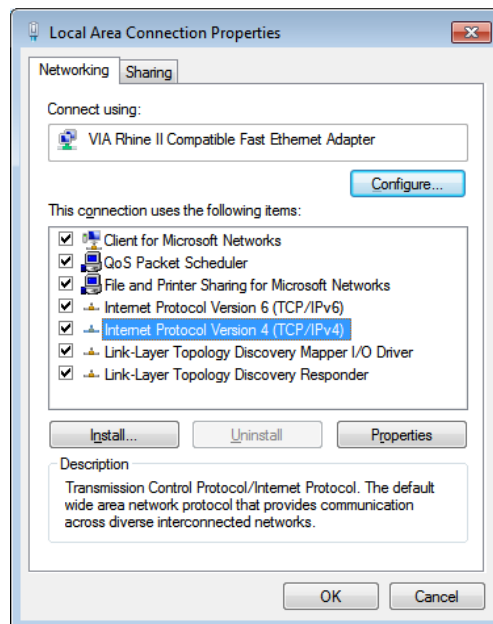 Local Area Connection Properties
Networking
Sharing
Connect using:
VIA Rhine II Compatible Fast Ethernet Adapter
Configure...
This connection uses the following items:
Client for Microsoft Networks
QoS Packet Scheduler
File and Printer Sharing for Microsoft Networks
Internet Protocol Version 6 (TCP/IPv6)
Internet Protocol Version 4 (TCP/IPv4)
Link-Layer Topology Discovery Mapper I/O Driver
Link-Layer Topology Discovery Responder
Install...
Uninstall
Properties
Description
Transmission Control Protocol/Internet Protocol. The default
wide area network protocol that provides communication
across diverse interconnected networks.
OK
Cancel